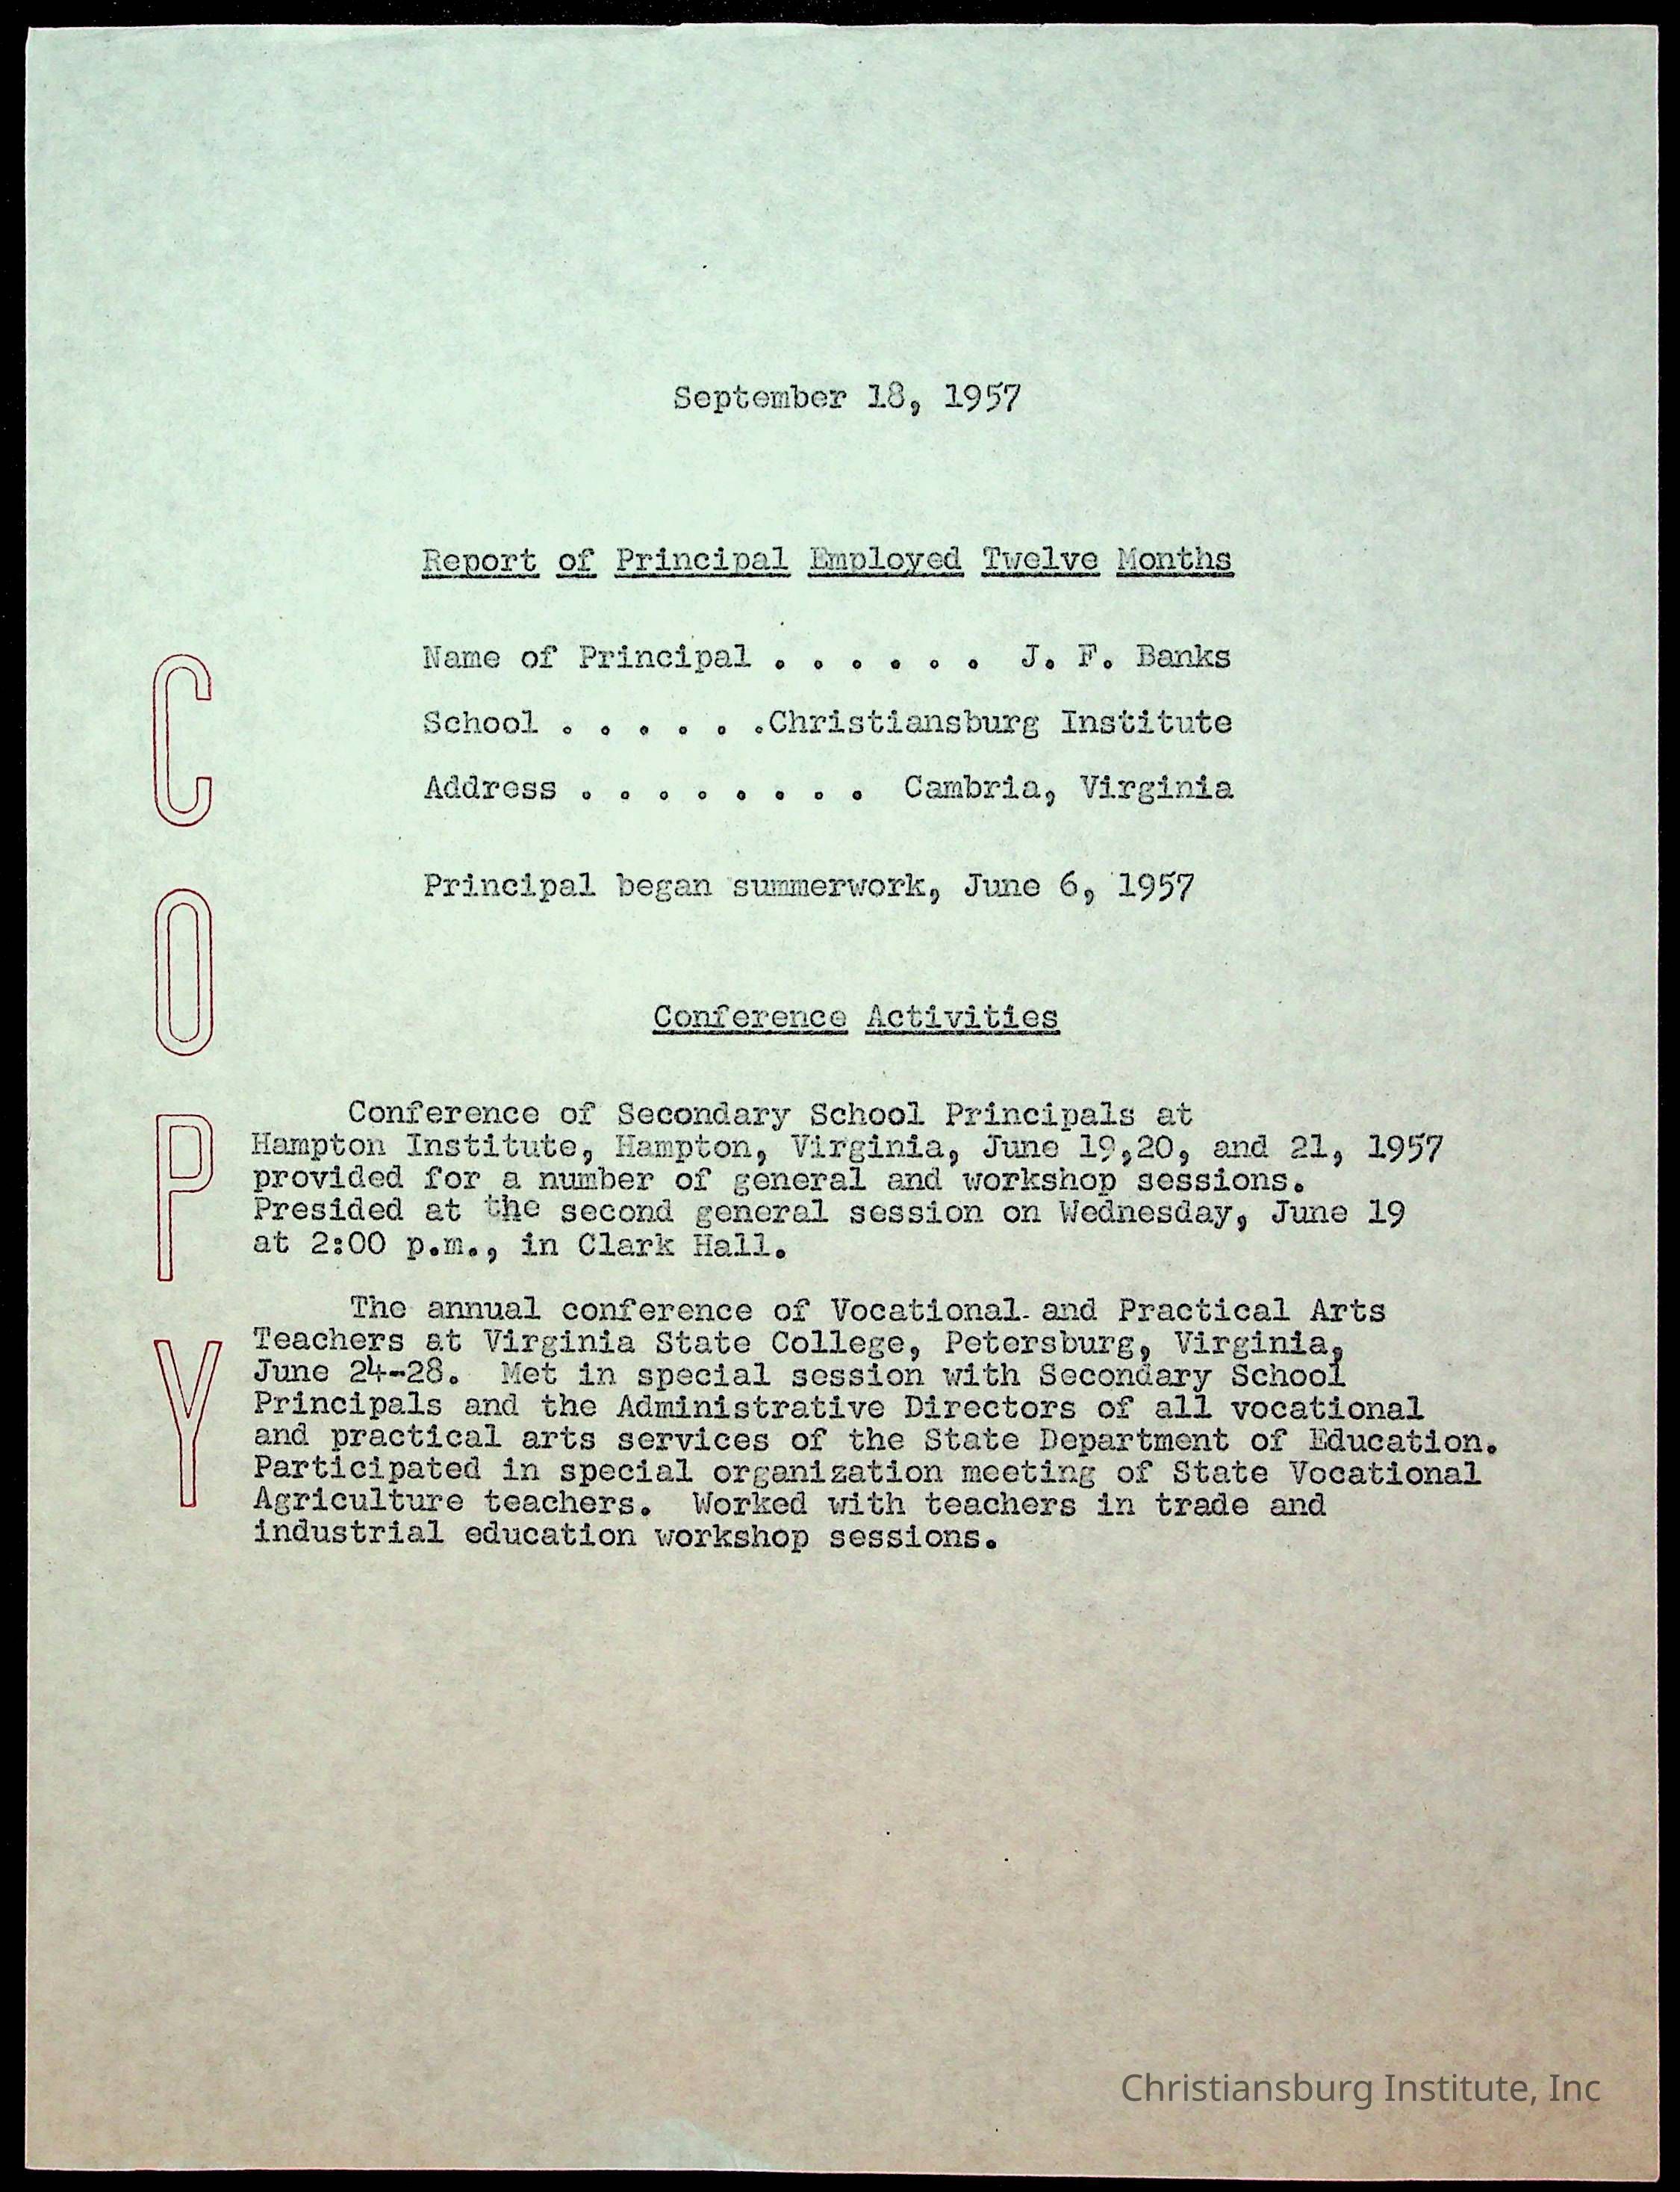 September 18, 1957
Report of Principal Employed Twelve Months
Name of Principal . . . . . . J. F. Banks
School . . . . . .Christiansburg Institute
Address . . . . . . . . Cambria, Virginia
Principal began summerwork, June 6, 1957
Conference Activities
Conference of Secondary School Principals at
Hampton Institute, Hampton, Virginia, June 19,20, and 21, 1957
provided for a number of general and workshop sessions.
Presided at the second general session on Wednesday, June 19
at 2:00 p.m., in Clark Hall.
The annual conference of Vocational and Practical Arts
Teachers at Virginia State College, Petersburg, Virginia,
June 24-28. Met in special session with Secondary School
Principals and the Administrative Directors of all vocational
and practical arts services of the State Department of Education.
Participated in special organization meeting of State Vocational
Agriculture teachers. Worked with teachers in trade and
industrial education workshop sessions.
COPY
Christiansburg Institute, Inc